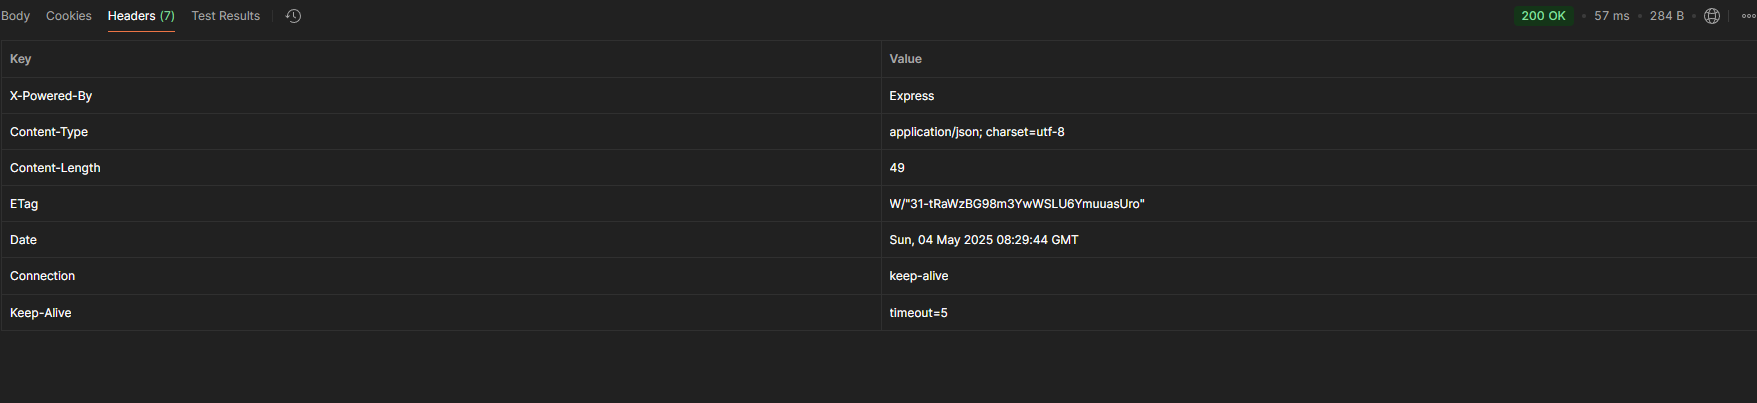 Body Cookies Headers (7) Test Results 200 OK • 57 ms • 284 B •
Key Value
X-Powered-By Express
Content-Type application/json; charset=utf-8
Content-Length 49
ETag W/"31-tRaWzBG98m3YwWSLU6YmuuasUro"
Date Sun, 04 May 2025 08:29:44 GMT
Connection keep-alive
Keep-Alive timeout=5